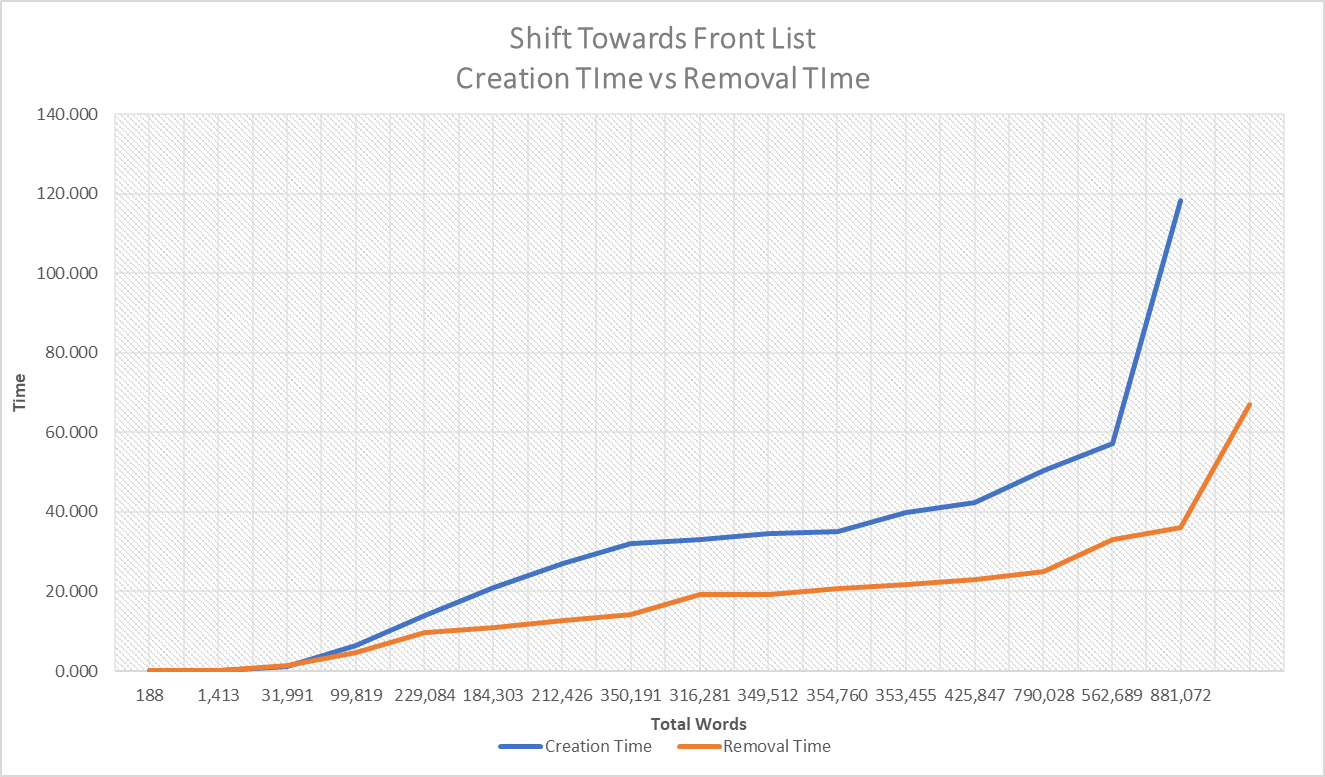 Shift Towards Front List
Creation TIme vs Removal TIme
140.000
120.000
100.000
80.000
60.000
40.000
20.000
0.000
Time
188 1,413 31,991 99,819 229,084 184,303 212,426 350,191 316,281 349,512 354,760 353,455 425,847 790,028 562,689 881,072
Total Words
Creation Time Removal Time